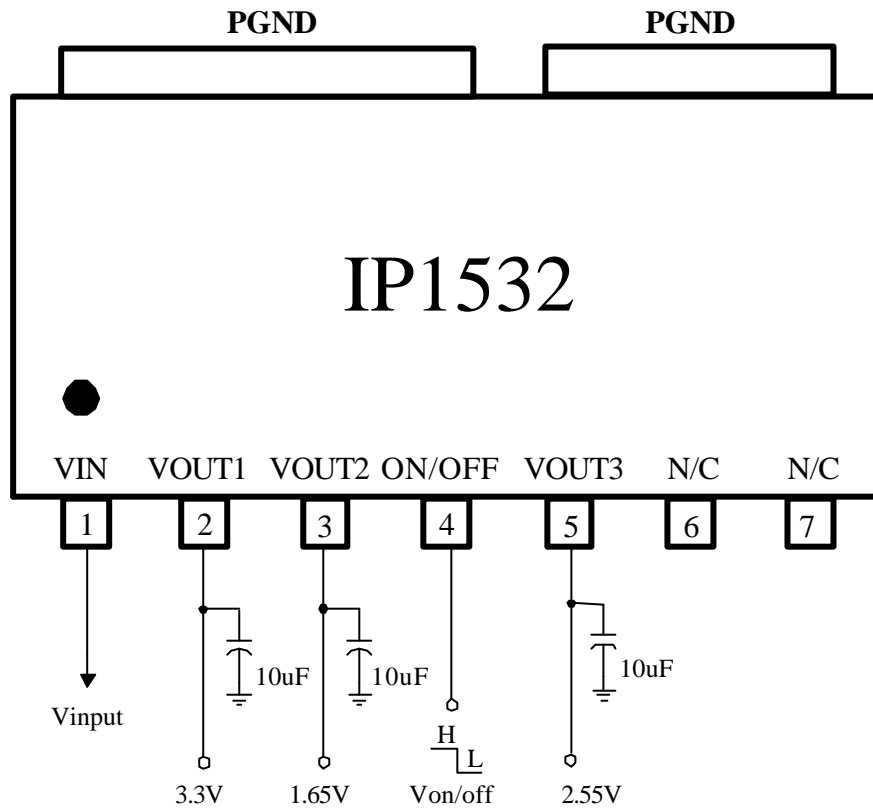 PGND PGND
IP1532
VIN VOUT1 VOUT2 ON/OFF VOUT3 N/C N/C
1 2 3 4 5 6 7
10uF 10uF 10uF
Vinput
H
L
3.3V 1.65V Von/off 2.55V